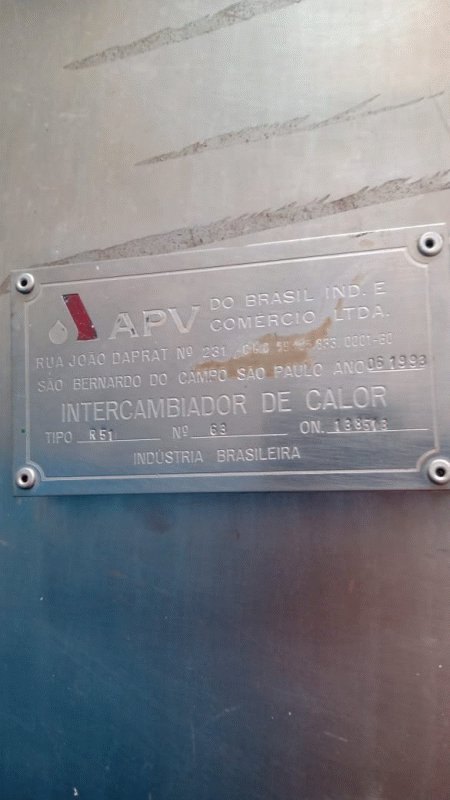 APV DO BRASIL IND. E
COMÉRCIO LTDA.
RUA JOÃO DAPRAT Nº 231
SÃO BERNARDO DO CAMPO SÃO PAULO ANO 06 1993
INTERCAMBIADOR DE CALOR
TIPO R51 Nº 63 ON.
INDÚSTRIA BRASILEIRA